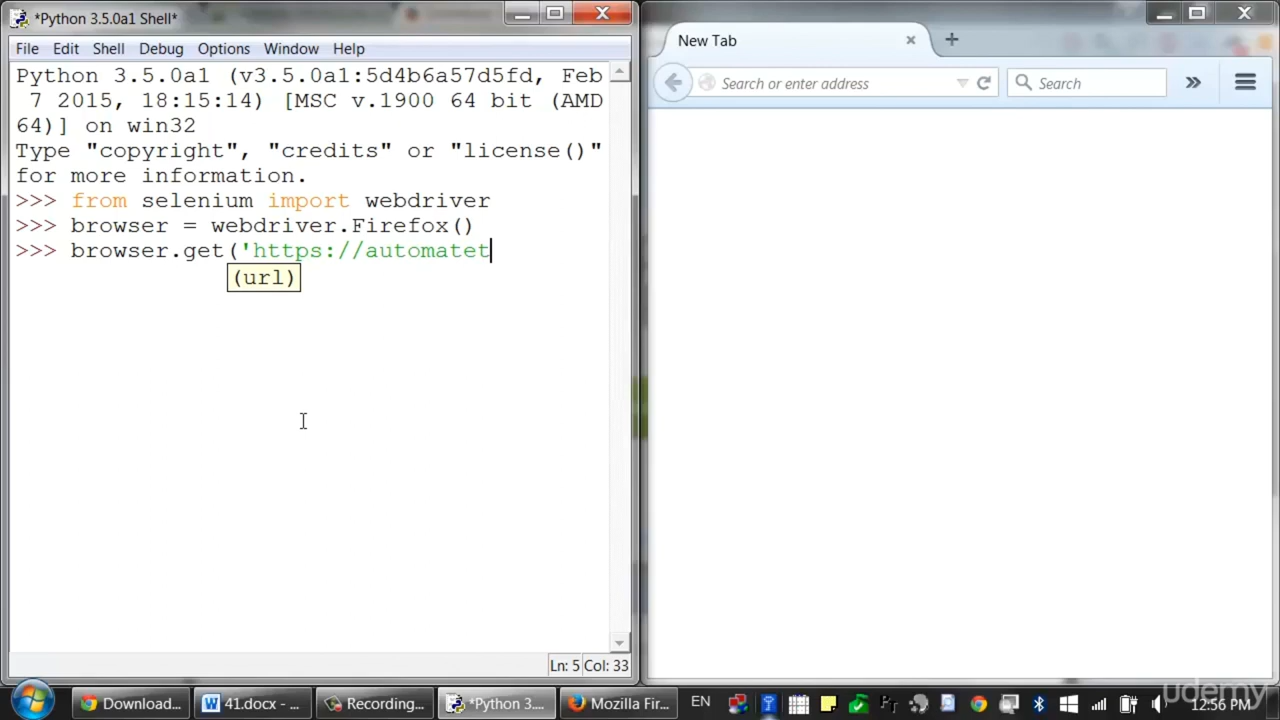 *Python 3.5.0a1 Shell*
File Edit Shell Debug Options Window Help
Python 3.5.0a1 (v3.5.0a1:5d4b6a57d5fd, Feb
7 2015, 18:15:14) [MSC v.1900 64 bit (AMD
64)] on win32
Type "copyright", "credits" or "license()"
for more information.
>>> from selenium import webdriver
>>> browser = webdriver.Firefox()
>>> browser.get('https://automatet
(url)
Ln: 5 Col: 33
New Tab
Search or enter address
Search
Download...
41.docx - ...
Recording...
*Python 3....
Mozilla Fir...
EN
12:56 PM
udemy